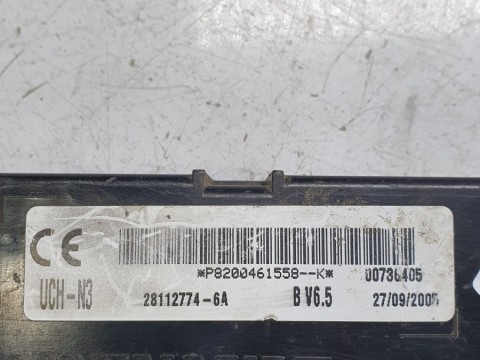 CE
*P8200461558--K* 00736405
UCH-N3 28112774-6A B V6.5 27/09/2005